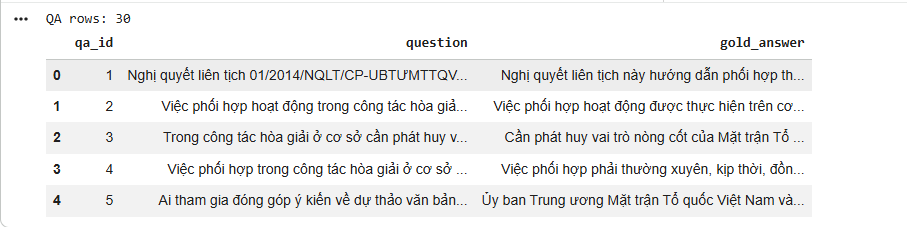 QA rows: 30
qa_id question gold_answer
0 1 Nghị quyết liên tịch 01/2014/NQLT/CP-UBTƯMTTQV... Nghị quyết liên tịch này hướng dẫn phối hợp th...
1 2 Việc phối hợp hoạt động trong công tác hòa giả... Việc phối hợp hoạt động được thực hiện trên cơ...
2 3 Trong công tác hòa giải ở cơ sở cần phát huy v... Cần phát huy vai trò nòng cốt của Mặt trận Tổ ...
3 4 Việc phối hợp trong công tác hòa giải ở cơ sở ... Việc phối hợp phải thường xuyên, kịp thời, đồn...
4 5 Ai tham gia đóng góp ý kiến về dự thảo văn bản... Ủy ban Trung ương Mặt trận Tổ quốc Việt Nam và...